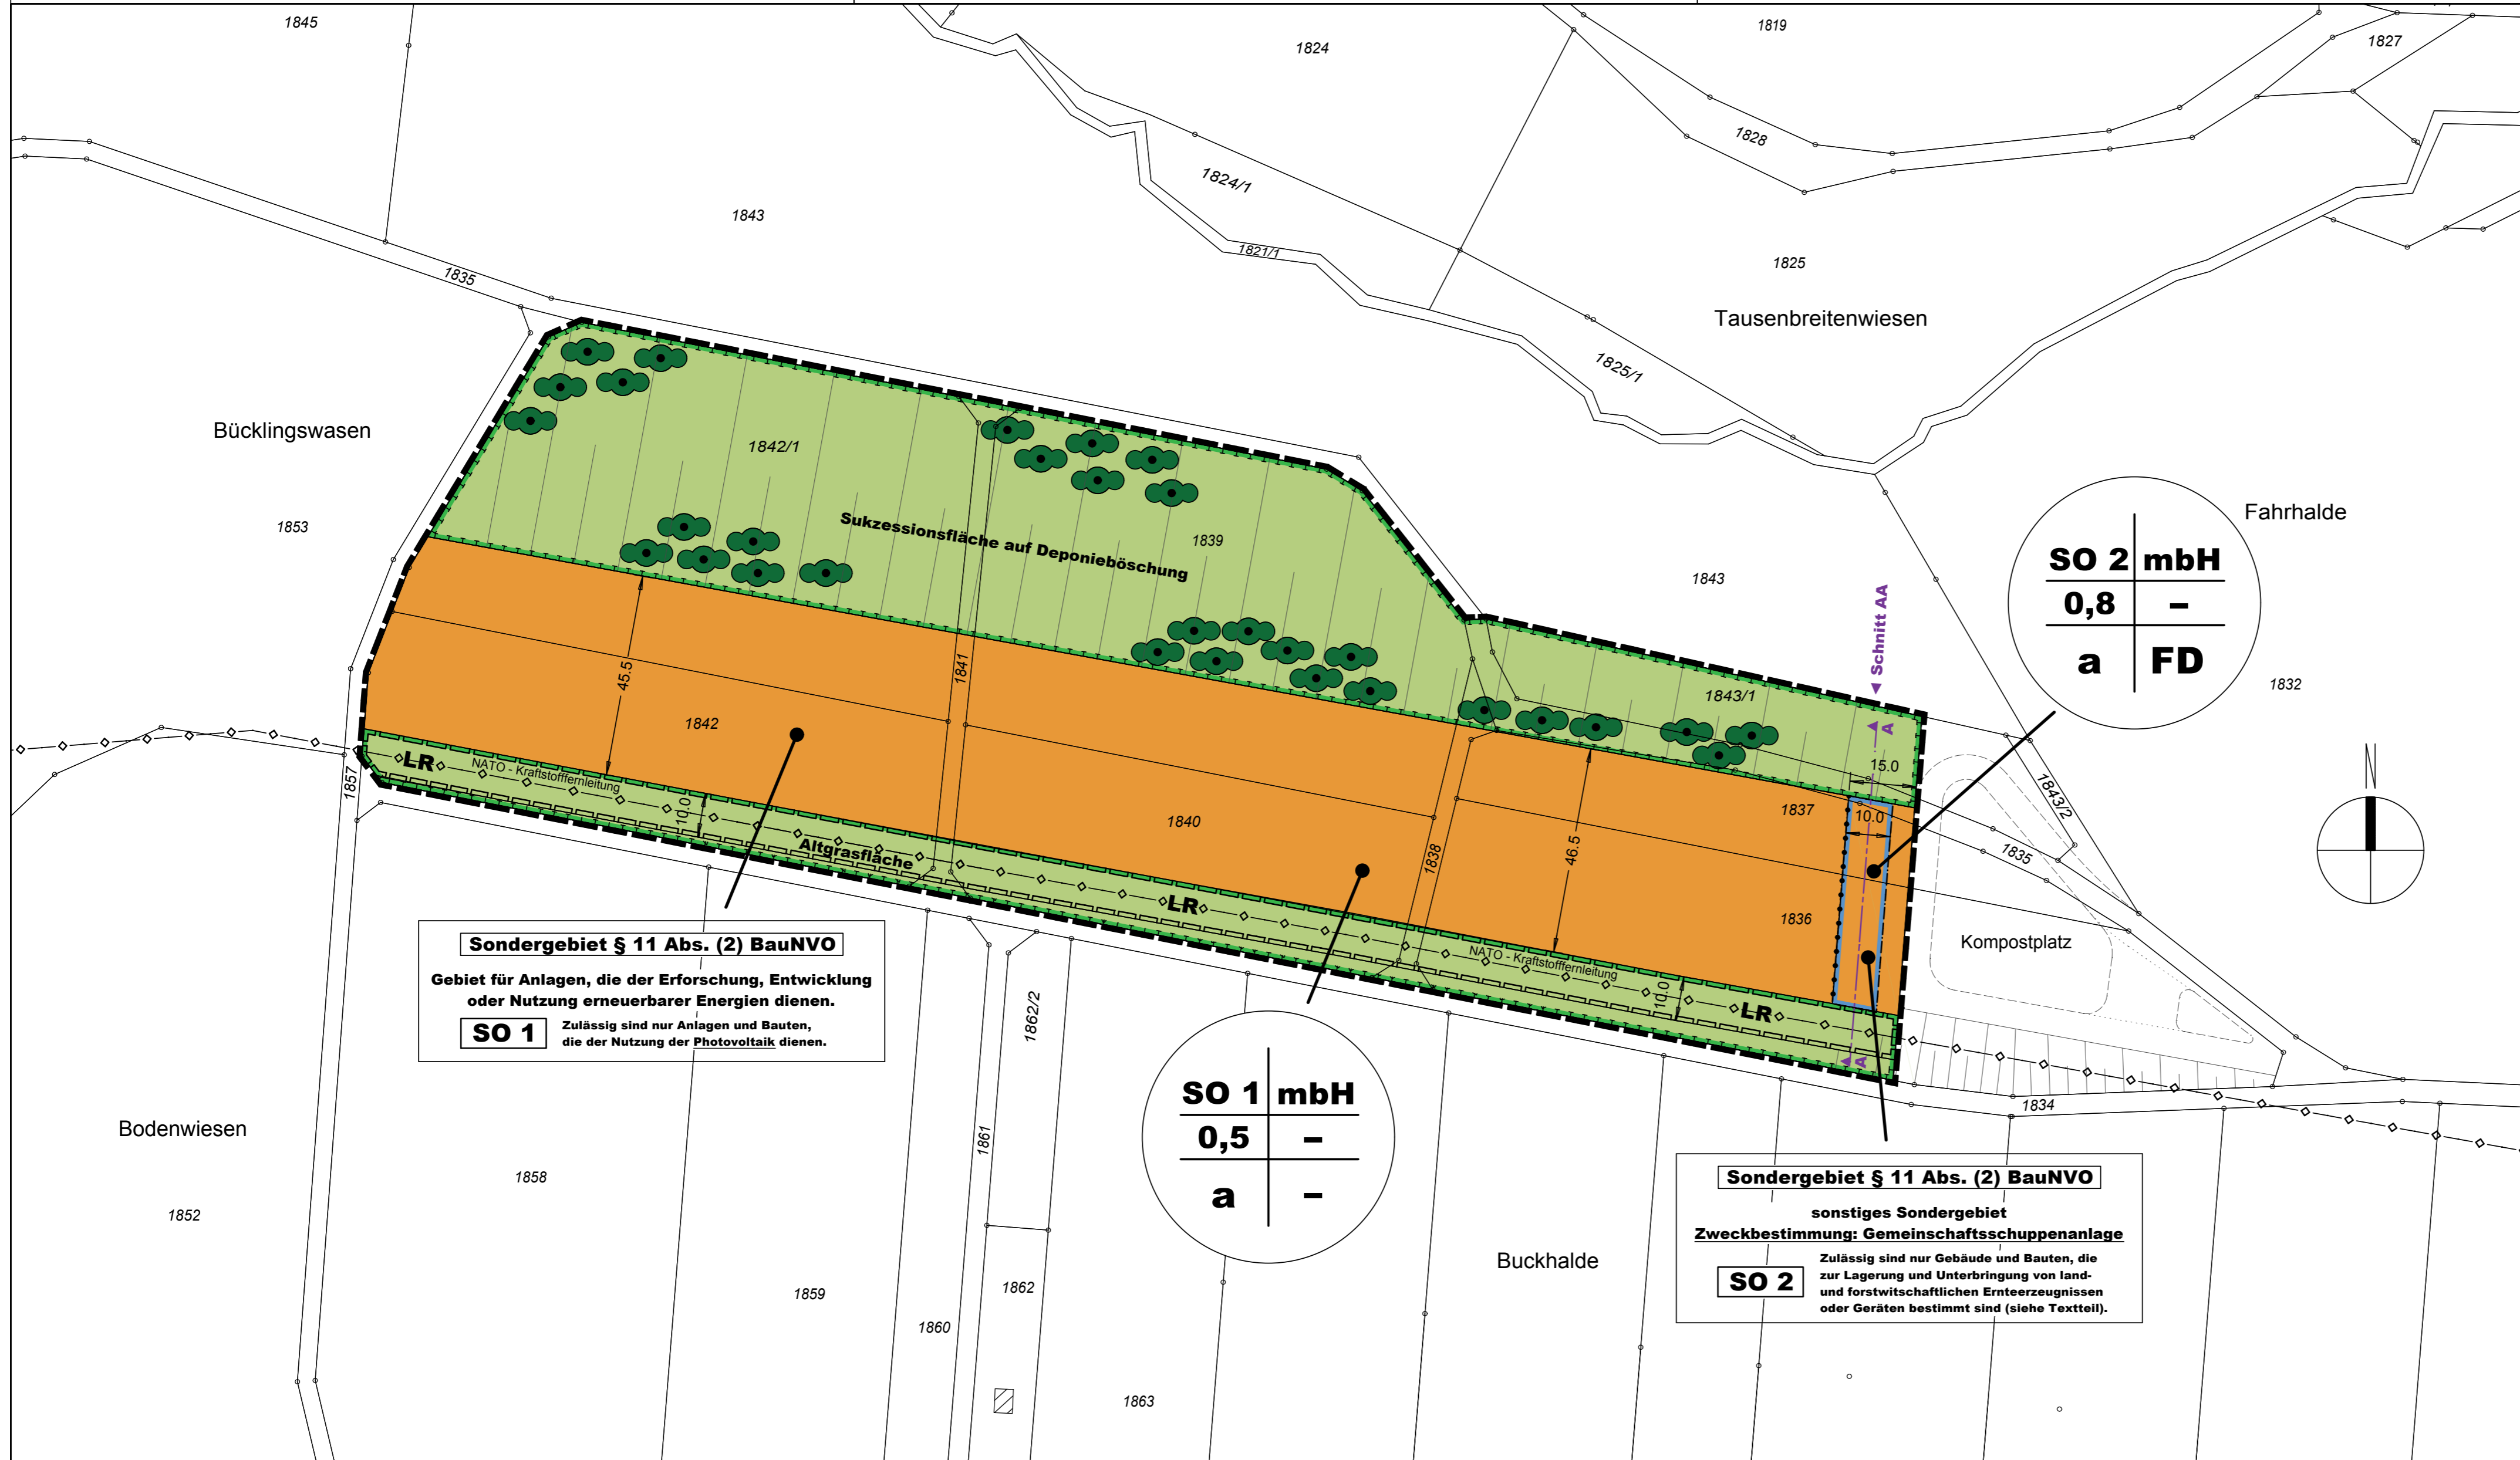 1845
1824
1819
1827
1828
1824/1
1843
1821/1
1825
1835
Tausenbreitenwiesen
1825/1
Bücklingswasen
1842/1
Fahrhalde
1853
Sukzessionsfläche auf Deponieböschung
1839
1843
SO 2 mbH
0,8 –
a FD
Schnitt AA
1832
45.5
1841
1843/1
A
1842
15.0
LR
NATO - Kraftstofffernleitung
1857
10.0
1837
10.0
1843/2
1840
46.5
1838
1835
Altgrasfläche
LR
1836
Kompostplatz
N
NATO - Kraftstofffernleitung
10.0
LR
A
Sondergebiet § 11 Abs. (2) BauNVO
Gebiet für Anlagen, die der Erforschung, Entwicklung
oder Nutzung erneuerbarer Energien dienen.
SO 1
Zulässig sind nur Anlagen und Bauten,
die der Nutzung der Photovoltaik dienen.
1862/2
SO 1 mbH
0,5 –
a –
1834
Bodenwiesen
1861
1858
1852
Sondergebiet § 11 Abs. (2) BauNVO
sonstiges Sondergebiet
Zweckbestimmung: Gemeinschaftsschuppenanlage
SO 2
Zulässig sind nur Gebäude und Bauten, die
zur Lagerung und Unterbringung von land-
und forstwitschaftlichen Ernteerzeugnissen
oder Geräten bestimmt sind (siehe Textteil).
Buckhalde
1859
1862
1860
1863